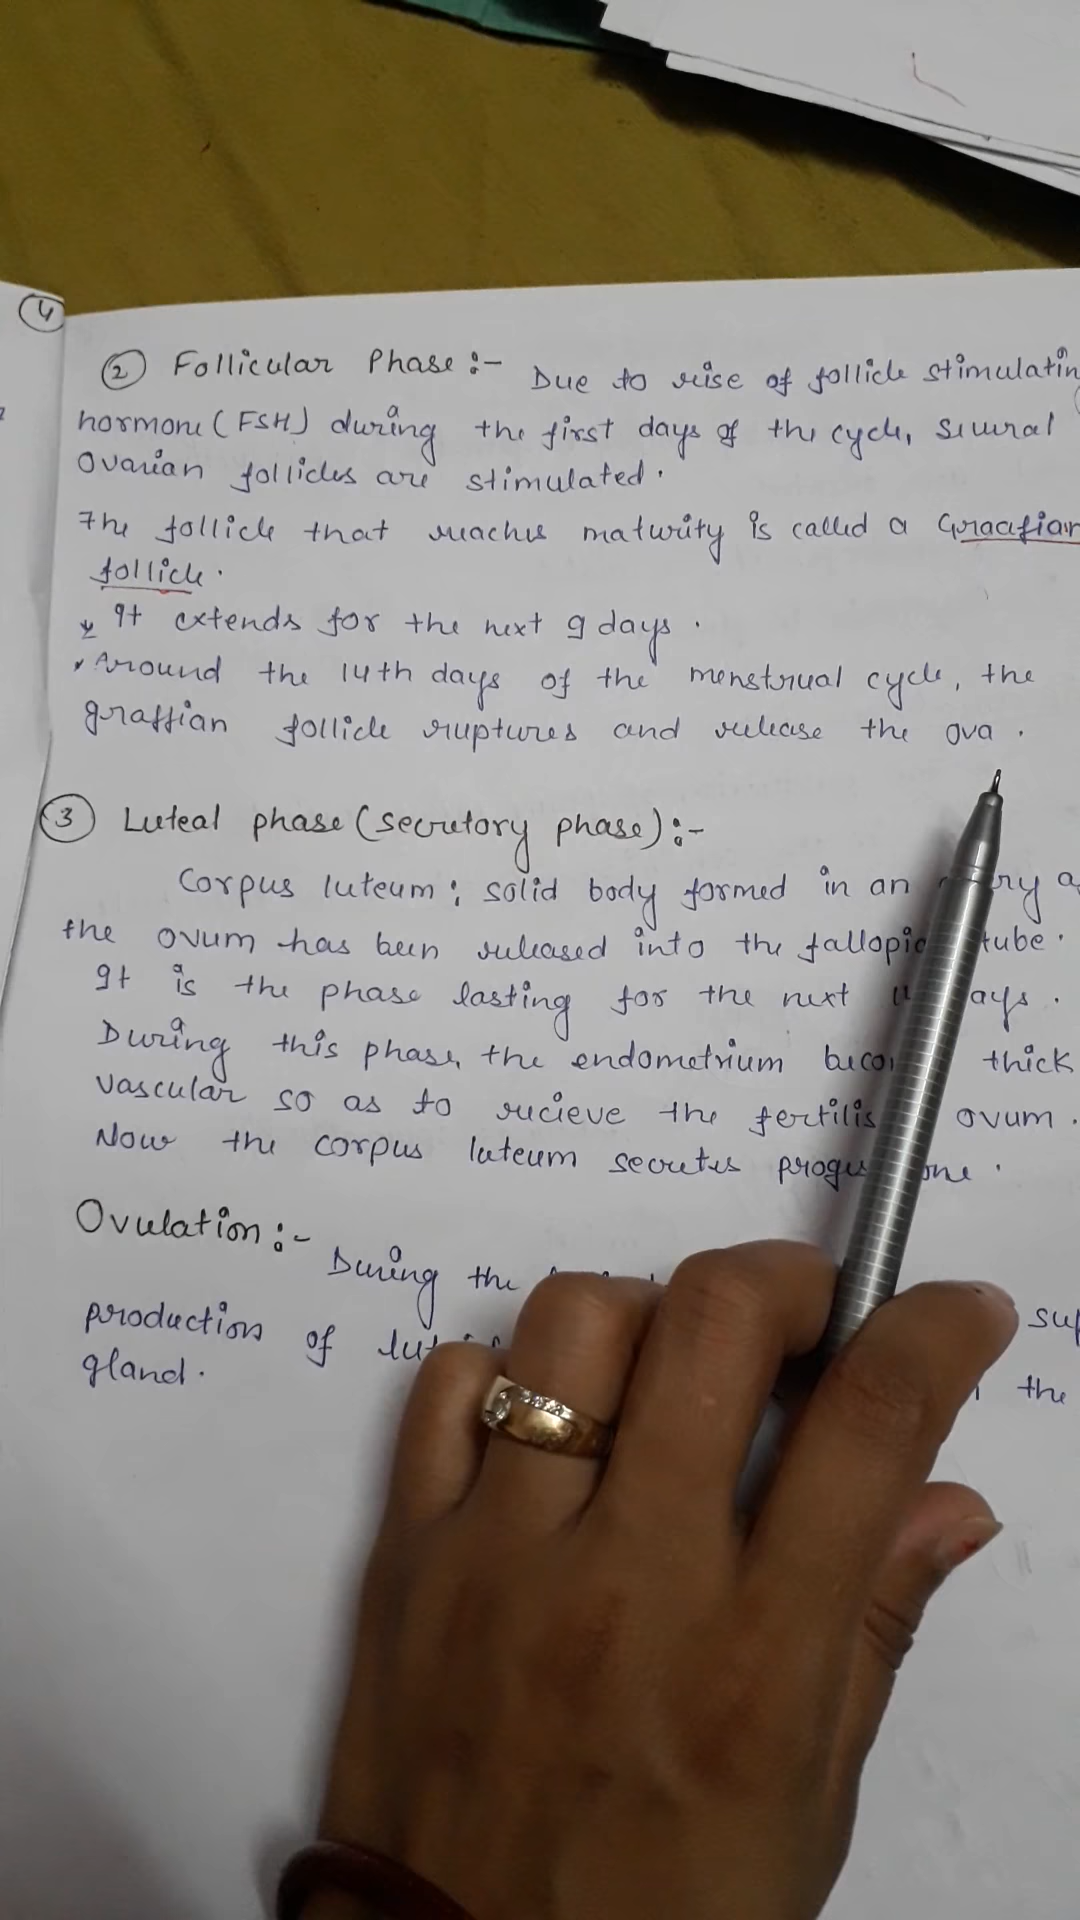 4
② Follicular Phase :- Due to rise of follicle stimulatin
hormone (FSH) during the first days of the cycle, several
Ovarian follicles are stimulated.
The follicle that reaches maturity is called a Graafian
follicle.
* It extends for the next 9 days.
Around the 14th days of the menstrual cycle, the
graffian follicle ruptures and release the ova.
③ Luteal phase (secretory phase) :-
Corpus luteum: solid body formed in an
the ovum has been released into the tube.
It is the phase lasting for the next
During this phase, the endometrium thick
vascular so as to recieve the ovum.
Now the corpus luteum secretes
Ovulation :-
During the
production of
gland. the